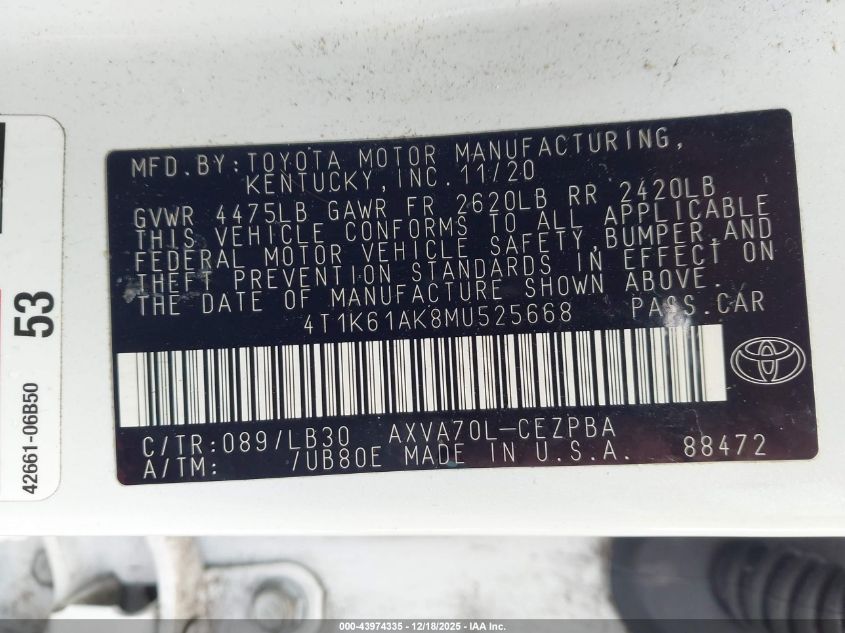 MFD.BY:TOYOTA MOTOR MANUFACTURING,
KENTUCKY,INC.11/20
GVWR 4475LB GAWR FR 2620LB RR 2420LB
THIS VEHICLE CONFORMS TO ALL APPLICABLE
FEDERAL MOTOR VEHICLE SAFETY,BUMPER,AND
THEFT PREVENTION STANDARDS IN EFFECT ON
THE DATE OF MANUFACTURE SHOWN ABOVE.
4T1K61AK8MU525668 PASS.CAR
C/TR:089/LB30 AXVA70L-CEZPBA
A/TM: /UB80E MADE IN U.S.A. 88472
53
42661-06B50
000-43974335 - 12/18/2025 - IAA Inc.